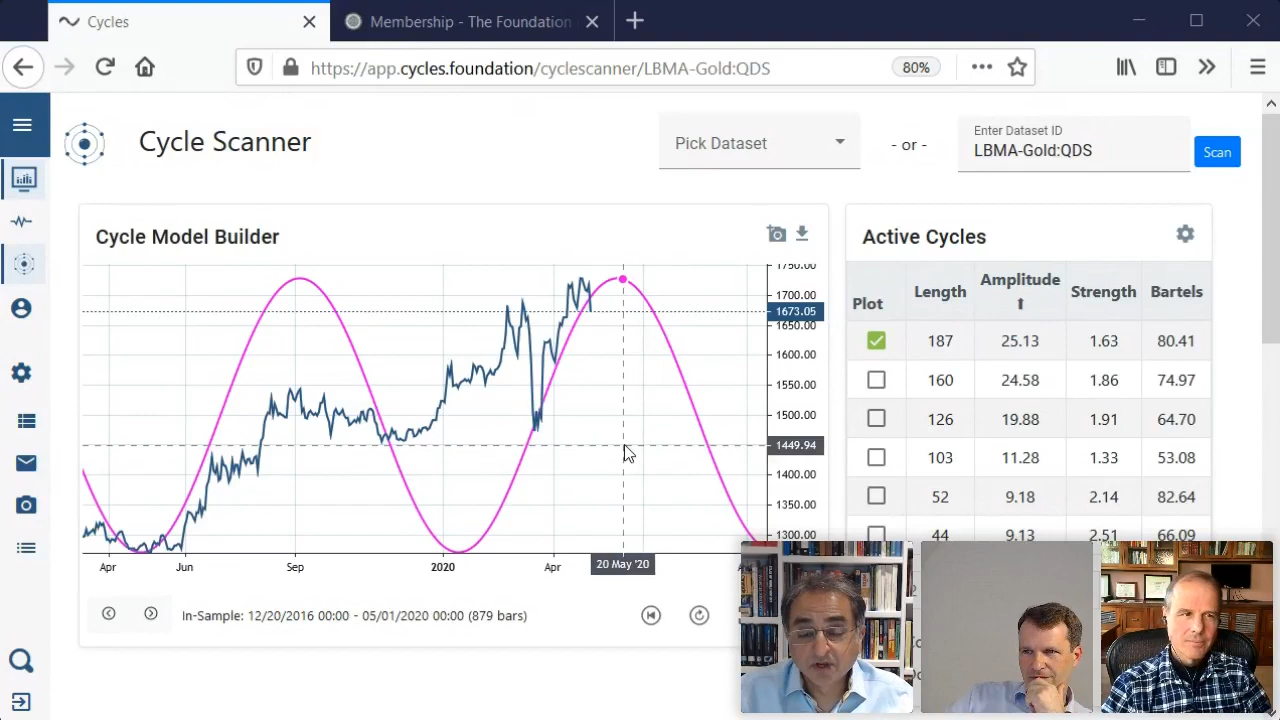 Cycles
Membership - The Foundation
https://app.cycles.foundation/cyclescanner/LBMA-Gold:QDS
80%
Cycle Scanner
Pick Dataset
- or -
Enter Dataset ID
LBMA-Gold:QDS
Scan
Cycle Model Builder
1750.00
1700.00
1673.05
1650.00
1600.00
1550.00
1500.00
1449.94
1400.00
1350.00
1300.00
Apr
Jun
Sep
2020
Apr
20 May '20
In-Sample: 12/20/2016 00:00 - 05/01/2020 00:00 (879 bars)
Active Cycles
Plot Length Amplitude Strength Bartels
187 25.13 1.63 80.41
160 24.58 1.86 74.97
126 19.88 1.91 64.70
103 11.28 1.33 53.08
52 9.18 2.14 82.64
44 9.13 2.51 66.09